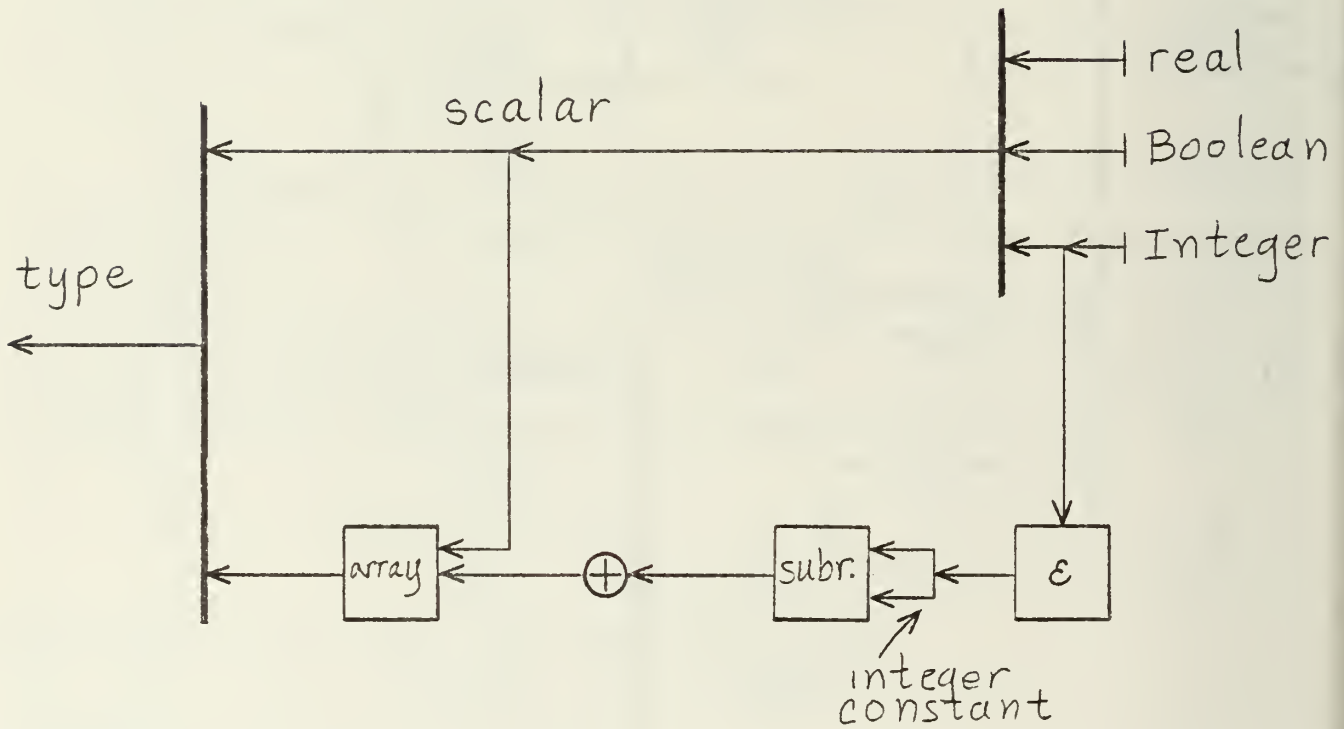 real
scalar
Boolean
Integer
type
array
+
subr.
ε
integer
constant